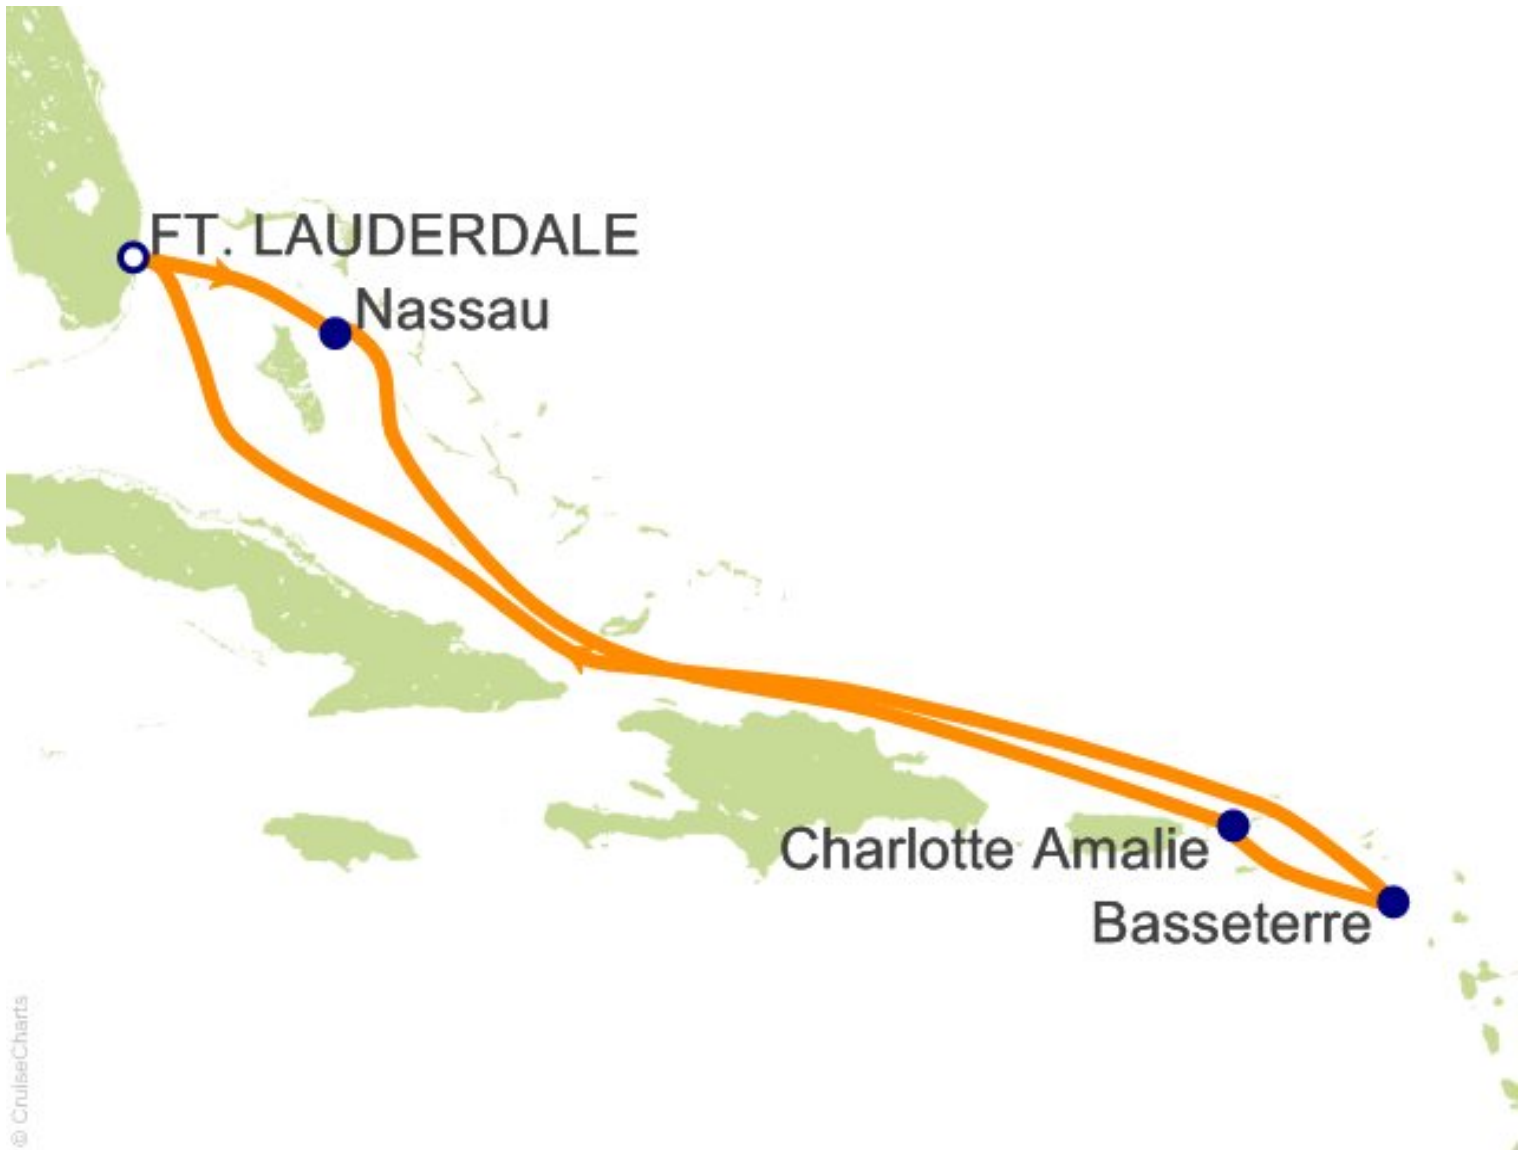 FT. LAUDERDALE
Nassau
Charlotte Amalie
Basseterre
© CruiseCharts